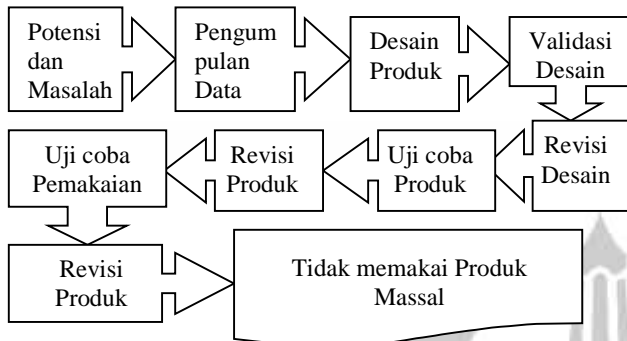 Potensi
dan
Masalah
Pengum
pulan
Data
Desain
Produk
Validasi
Desain
Revisi
Desain
Uji coba
Produk
Revisi
Produk
Uji coba
Pemakaian
Revisi
Produk
Tidak memakai Produk
Massal